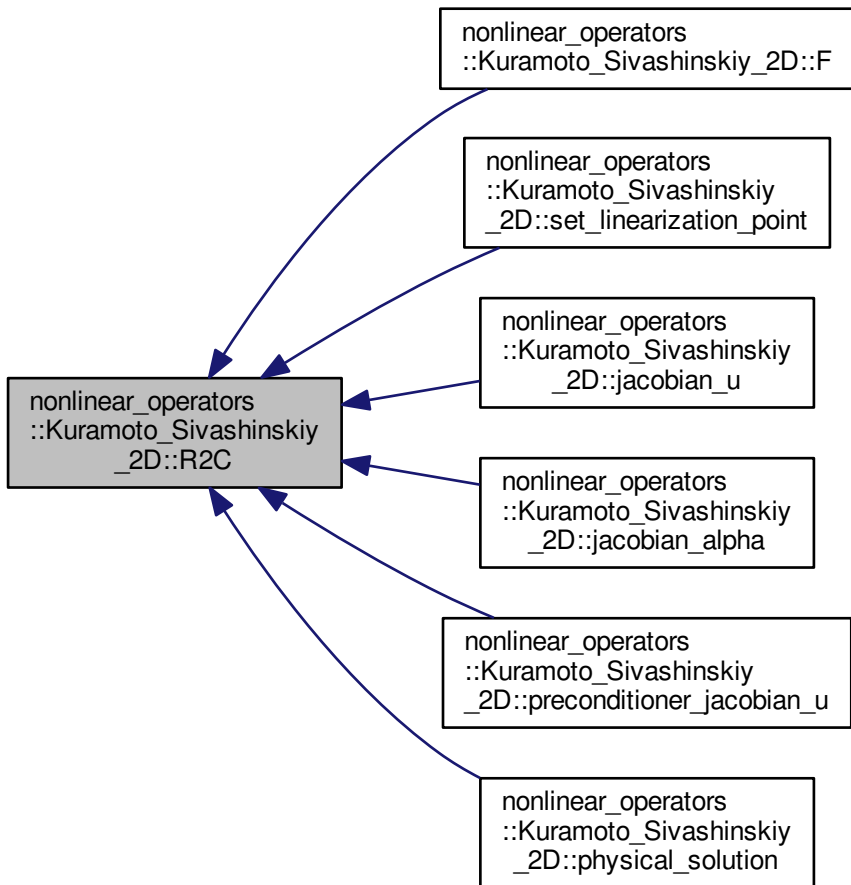 nonlinear_operators
::Kuramoto_Sivashinskiy_2D::F
nonlinear_operators
::Kuramoto_Sivashinskiy
_2D::set_linearization_point
nonlinear_operators
::Kuramoto_Sivashinskiy
_2D::jacobian_u
nonlinear_operators
::Kuramoto_Sivashinskiy
_2D::R2C
nonlinear_operators
::Kuramoto_Sivashinskiy
_2D::jacobian_alpha
nonlinear_operators
::Kuramoto_Sivashinskiy
_2D::preconditioner_jacobian_u
nonlinear_operators
::Kuramoto_Sivashinskiy
_2D::physical_solution